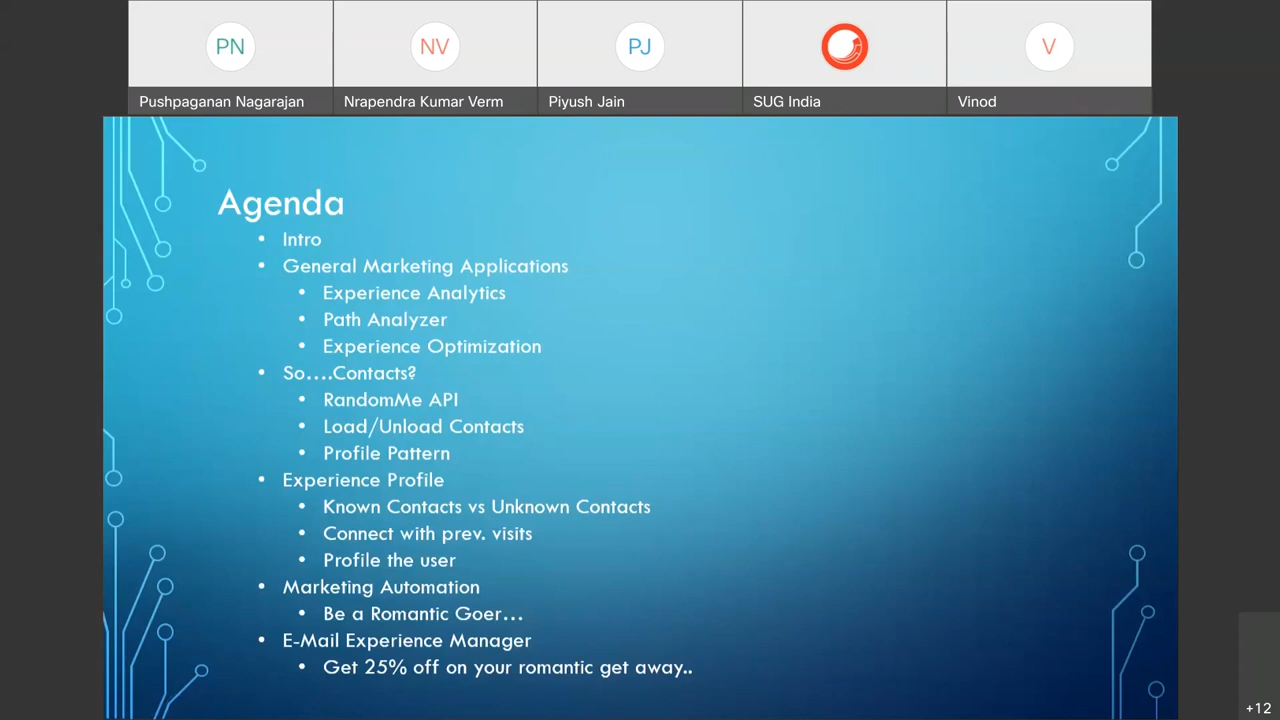 PN
NV
PJ
V
Pushpaganan Nagarajan
Nrapendra Kumar Verm
Piyush Jain
SUG India
Vinod
Agenda
• Intro
• General Marketing Applications
• Experience Analytics
• Path Analyzer
• Experience Optimization
• So....Contacts?
• RandomMe API
• Load/Unload Contacts
• Profile Pattern
• Experience Profile
• Known Contacts vs Unknown Contacts
• Connect with prev. visits
• Profile the user
• Marketing Automation
• Be a Romantic Goer...
• E-Mail Experience Manager
• Get 25% off on your romantic get away..
+12